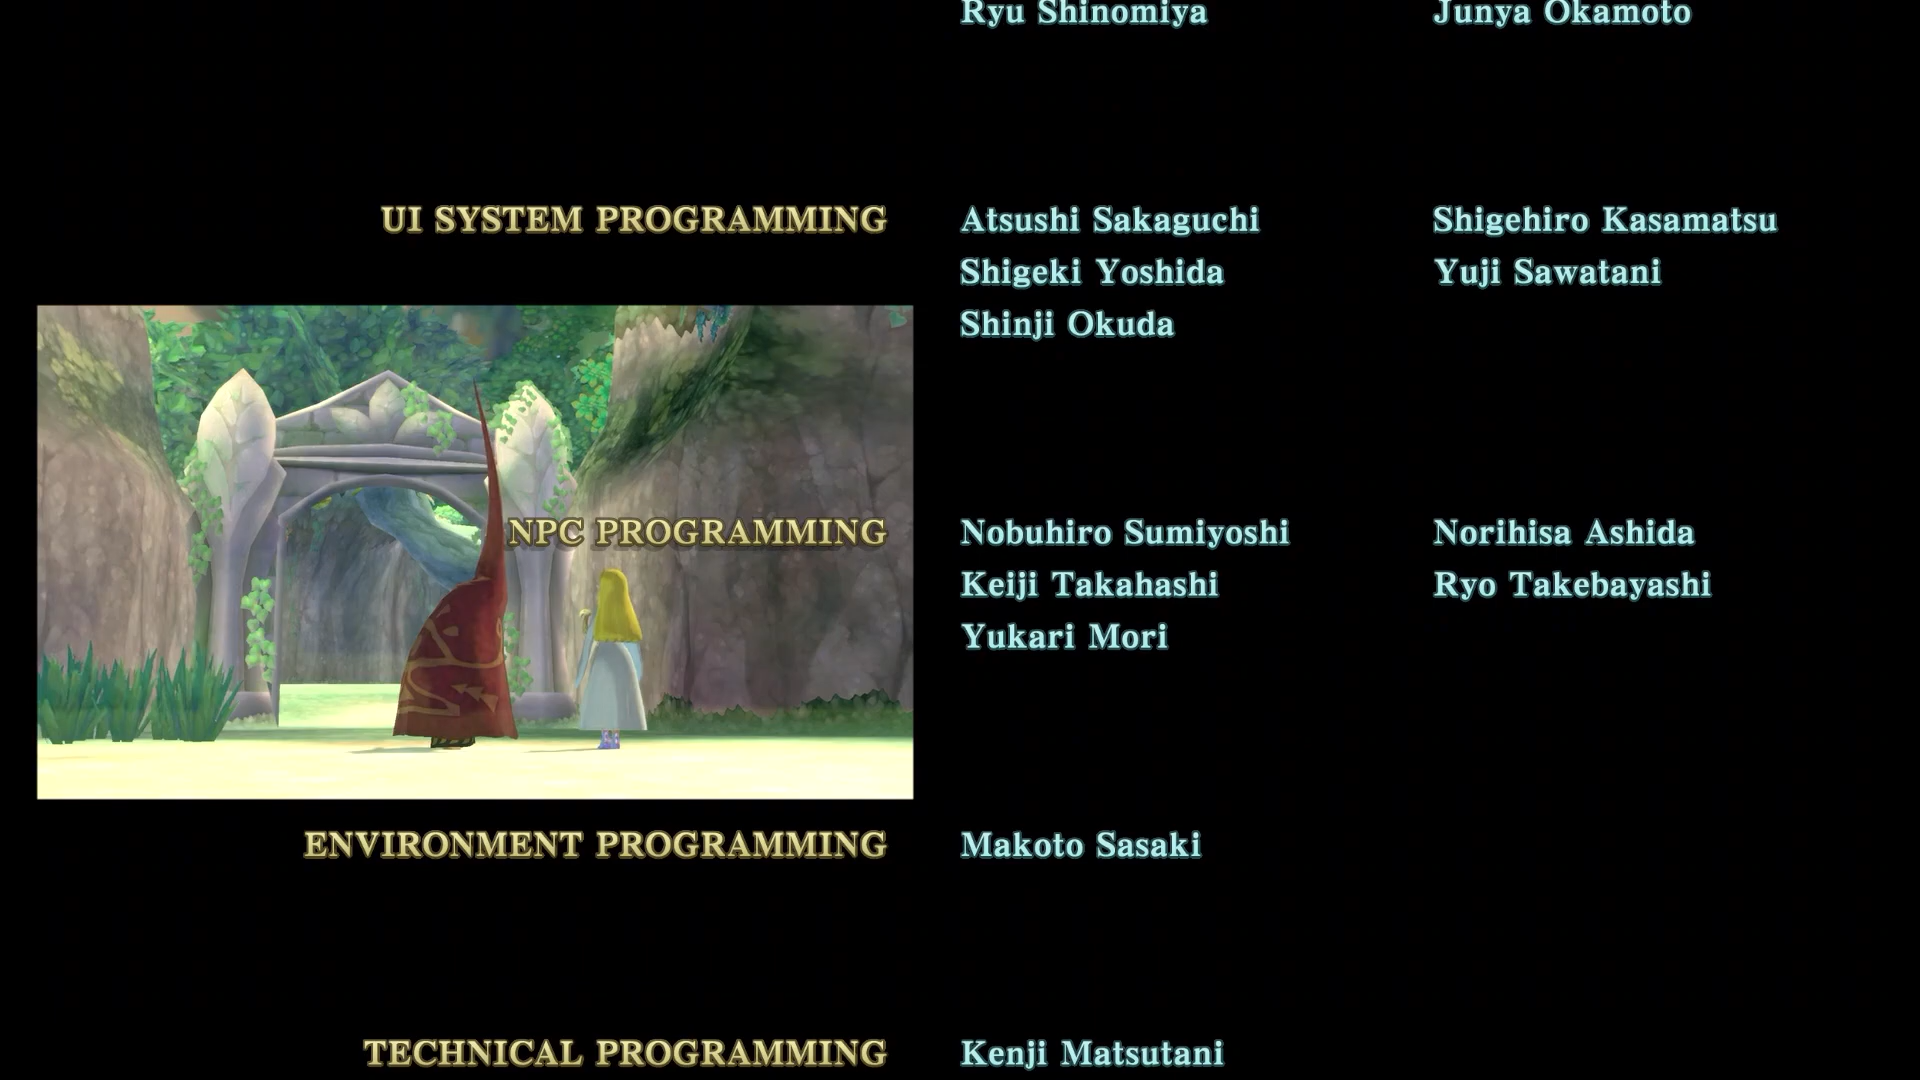 Ryu Shinomiya Junya Okamoto
UI SYSTEM PROGRAMMING Atsushi Sakaguchi Shigehiro Kasamatsu
Shigeki Yoshida Yuji Sawatani
Shinji Okuda
NPC PROGRAMMING Nobuhiro Sumiyoshi Norihisa Ashida
Keiji Takahashi Ryo Takebayashi
Yukari Mori
ENVIRONMENT PROGRAMMING Makoto Sasaki
TECHNICAL PROGRAMMING Kenji Matsutani